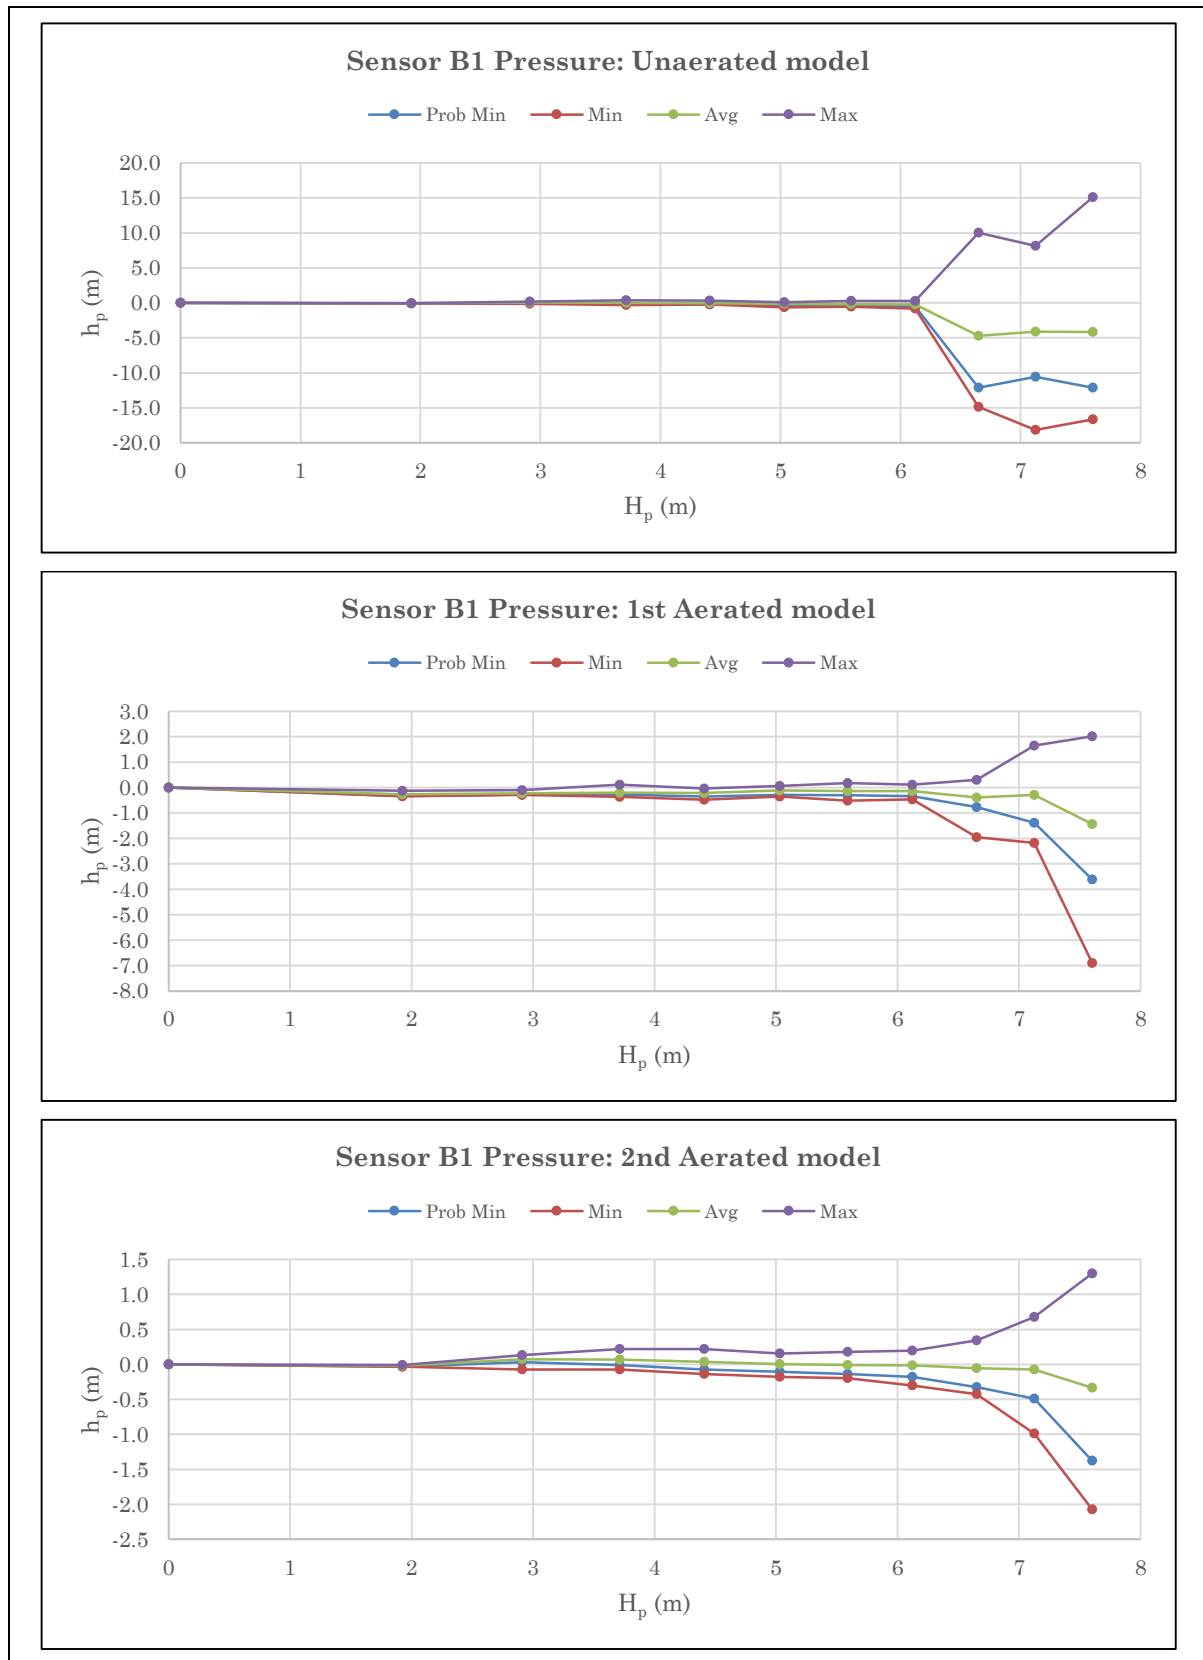 Sensor B1 Pressure: Unaerated model
Prob Min Min Avg Max
20.0
15.0
10.0
5.0
0.0
-5.0
-10.0
-15.0
-20.0
h_p (m)
0 1 2 3 4 5 6 7 8
H_p (m)
Sensor B1 Pressure: 1st Aerated model
Prob Min Min Avg Max
3.0
2.0
1.0
0.0
-1.0
-2.0
-3.0
-4.0
-5.0
-6.0
-7.0
-8.0
h_p (m)
0 1 2 3 4 5 6 7 8
H_p (m)
Sensor B1 Pressure: 2nd Aerated model
Prob Min Min Avg Max
1.5
1.0
0.5
0.0
-0.5
-1.0
-1.5
-2.0
-2.5
h_p (m)
0 1 2 3 4 5 6 7 8
H_p (m)